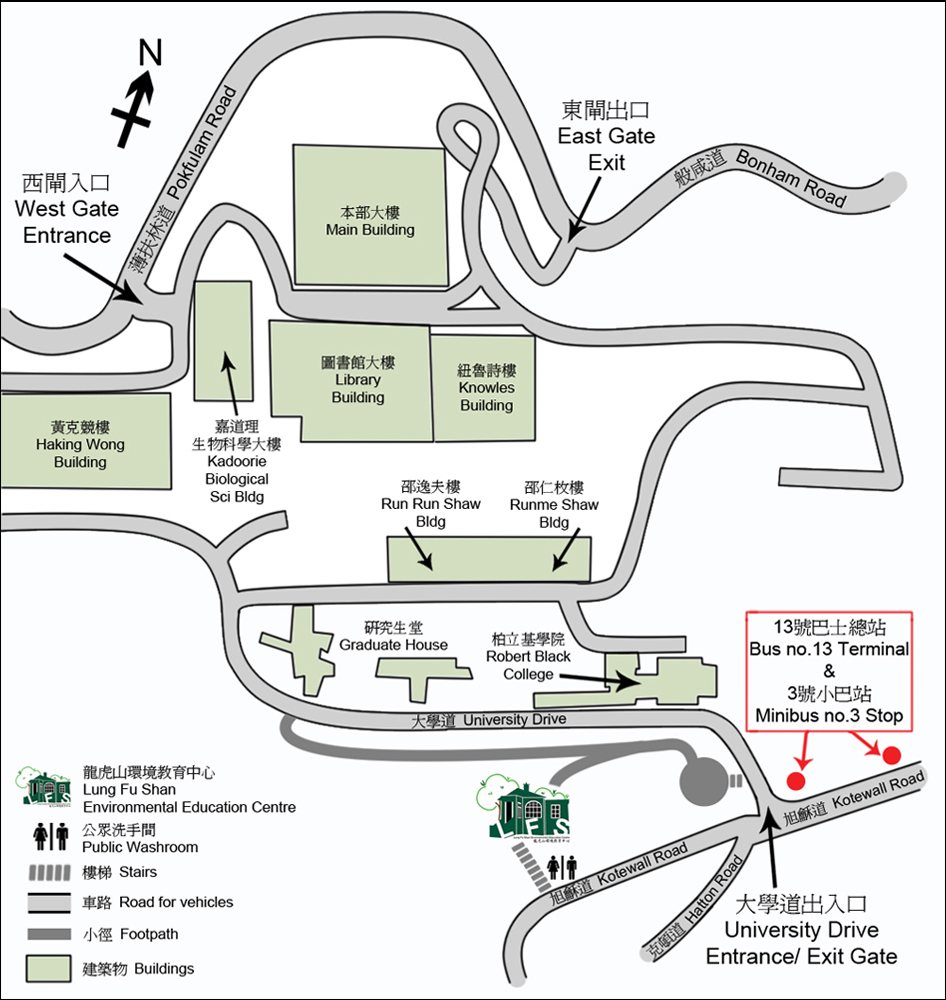 N
東閘出口
East Gate
Exit
西閘入口
West Gate
Entrance
薄扶林道 Pokfulam Road
般咸道 Bonham Road
本部大樓
Main Building
圖書館大樓
Library
Building
紐魯詩樓
Knowles
Building
黃克競樓
Haking Wong
Building
嘉道理
生物科學大樓
Kadoorie
Biological
Sci Bldg
邵逸夫樓
Run Run Shaw
Bldg
邵仁枚樓
Runme Shaw
Bldg
研究生堂
Graduate House
柏立基學院
Robert Black
College
13號巴士總站
Bus no.13 Terminal
&
3號小巴站
Minibus no.3 Stop
大學道 University Drive
旭龢道 Kotewall Road
旭龢道 Kotewall Road
克頓道 Hatton Road
大學道出入口
University Drive
Entrance/ Exit Gate
LFS
LFS
龍虎山環境教育中心
Lung Fu Shan
Environmental Education Centre
公眾洗手間
Public Washroom
樓梯 Stairs
車路 Road for vehicles
小徑 Footpath
建築物 Buildings